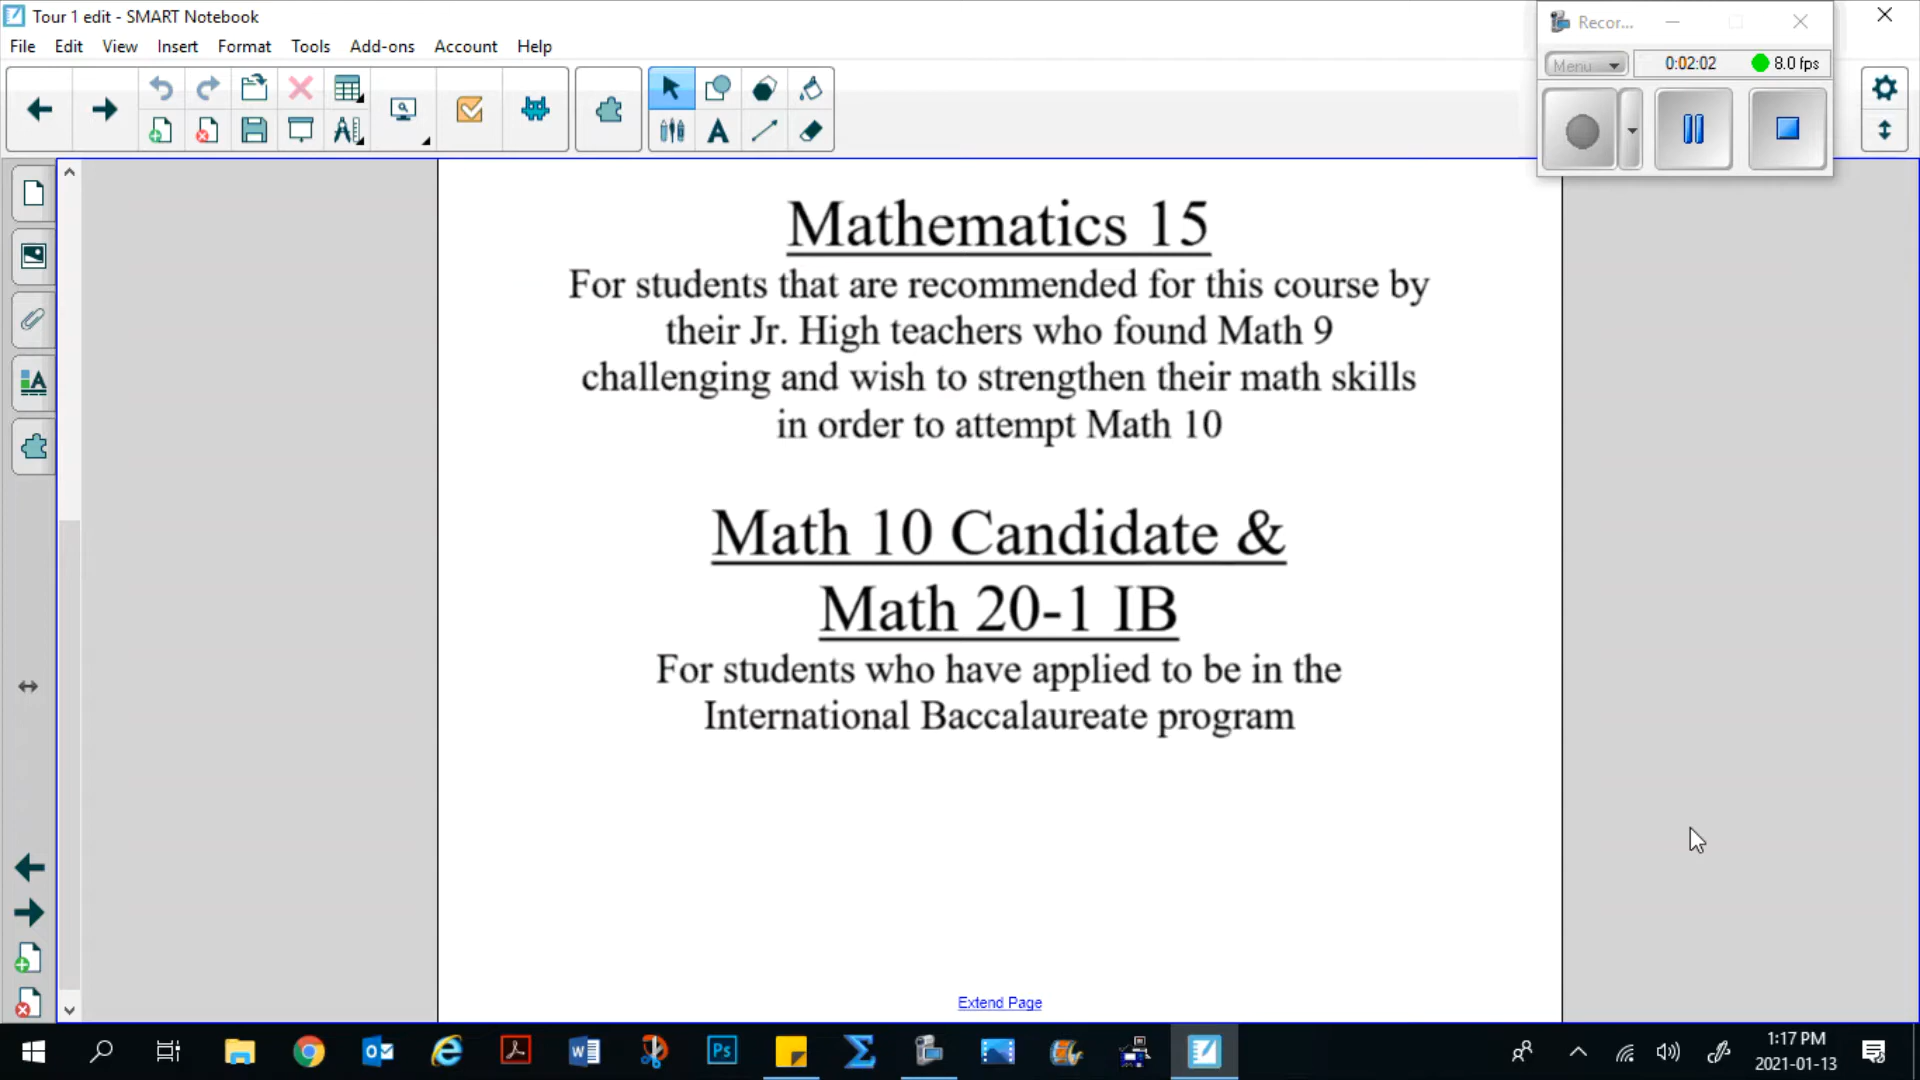 Tour 1 edit - SMART Notebook
Recor...
File Edit View Insert Format Tools Add-ons Account Help
Menu
0:02:02
8.0 fps
Mathematics 15
For students that are recommended for this course by
their Jr. High teachers who found Math 9
challenging and wish to strengthen their math skills
in order to attempt Math 10
Math 10 Candidate &
Math 20-1 IB
For students who have applied to be in the
International Baccalaureate program
Extend Page
1:17 PM
2021-01-13